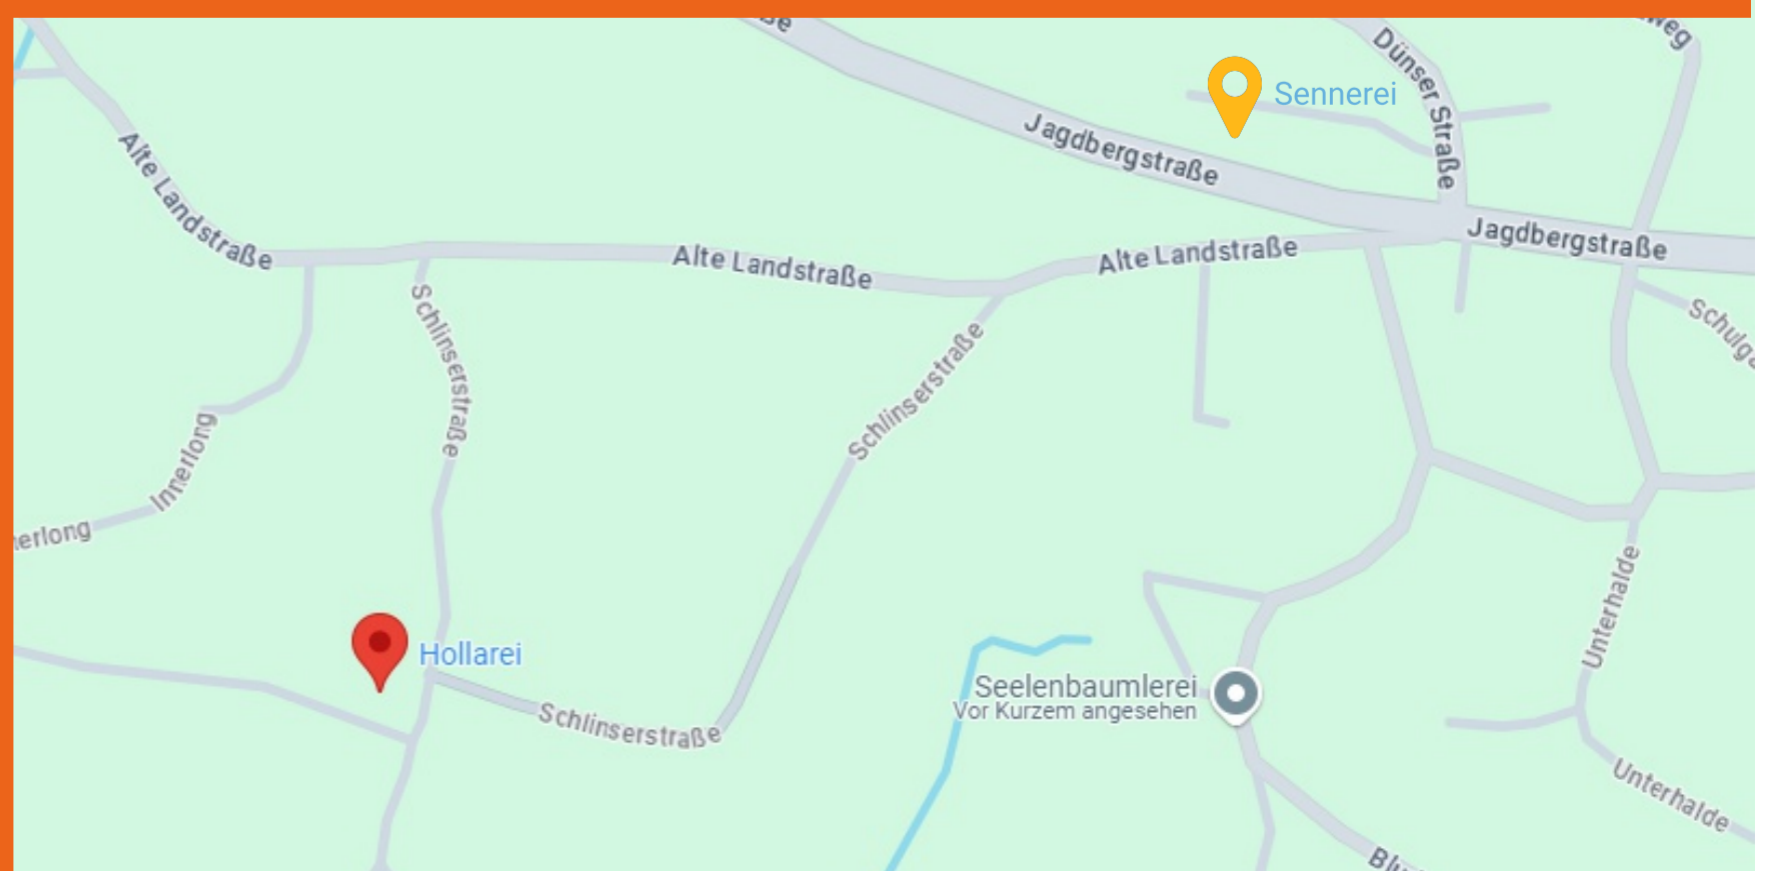 Dünser Straße
Sennerei
Jagdbergstraße
Alte Landstraße
Jagdbergstraße
Alte Landstraße
Alte Landstraße
Schlinserstraße
Schlinserstraße
Innerlong
Unterhalde
Hollarei
Seelenbaumlerei
Vor Kurzem angesehen
Schlinserstraße
Unterhalde